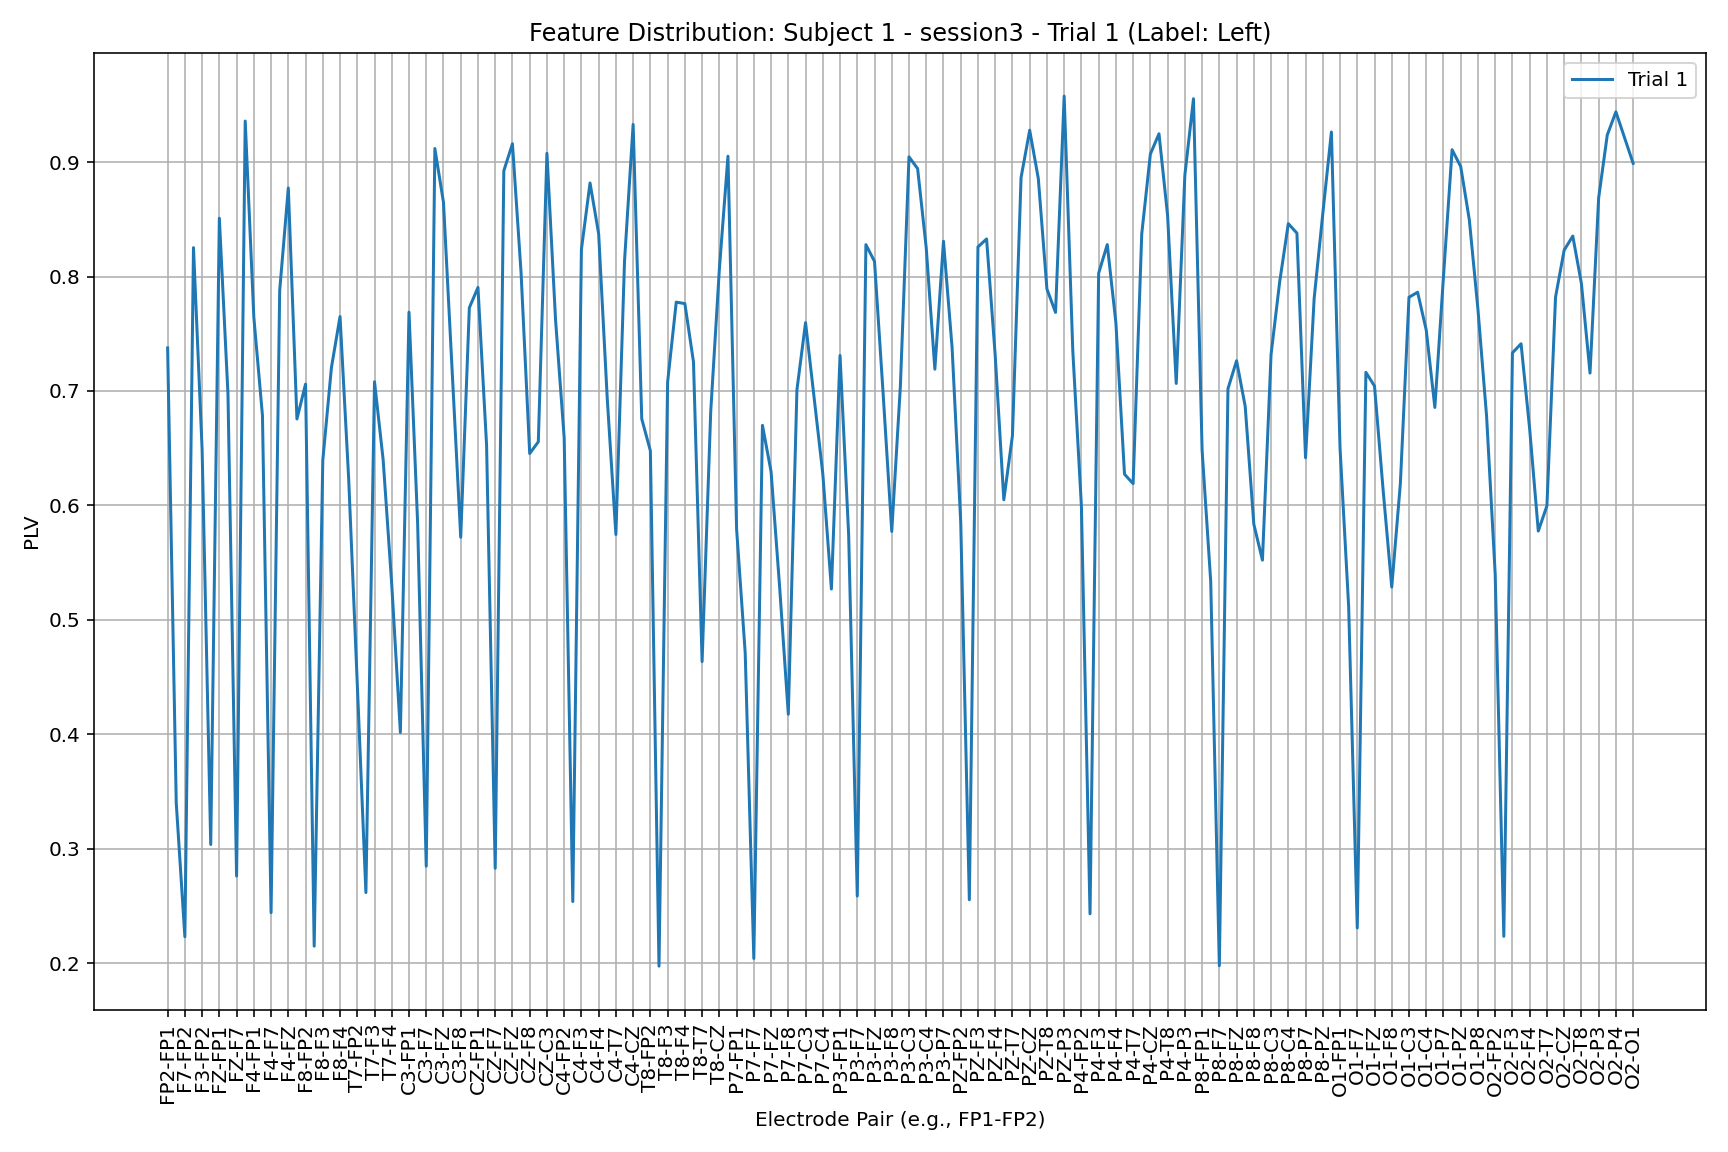 Feature Distribution: Subject 1 - session3 - Trial 1 (Label: Left)
Trial 1
PLV
0.9
0.8
0.7
0.6
0.5
0.4
0.3
0.2
FP2-FP1
F7-FP2
F3-FP2
FZ-FP1
FZ-F7
F4-FP1
F4-F7
F4-FZ
F8-FP2
F8-F3
F8-F4
T7-FP2
T7-F3
T7-F4
C3-FP1
C3-F7
C3-FZ
C3-F8
CZ-FP1
CZ-F7
CZ-FZ
CZ-F8
CZ-C3
C4-FP2
C4-F3
C4-F4
C4-T7
C4-CZ
T8-FP2
T8-F3
T8-F4
T8-T7
T8-CZ
P7-FP1
P7-F7
P7-FZ
P7-F8
P7-C3
P7-C4
P3-FP1
P3-F7
P3-FZ
P3-F8
P3-C3
P3-C4
P3-P7
PZ-FP2
PZ-F3
PZ-F4
PZ-T7
PZ-CZ
PZ-T8
PZ-P3
P4-FP2
P4-F3
P4-F4
P4-T7
P4-CZ
P4-T8
P4-P3
P8-FP1
P8-F7
P8-FZ
P8-F8
P8-C3
P8-C4
P8-P7
P8-PZ
O1-FP1
O1-F7
O1-FZ
O1-F8
O1-C3
O1-C4
O1-P7
O1-PZ
O1-P8
O2-FP2
O2-F3
O2-F4
O2-T7
O2-CZ
O2-T8
O2-P3
O2-P4
O2-O1
Electrode Pair (e.g., FP1-FP2)